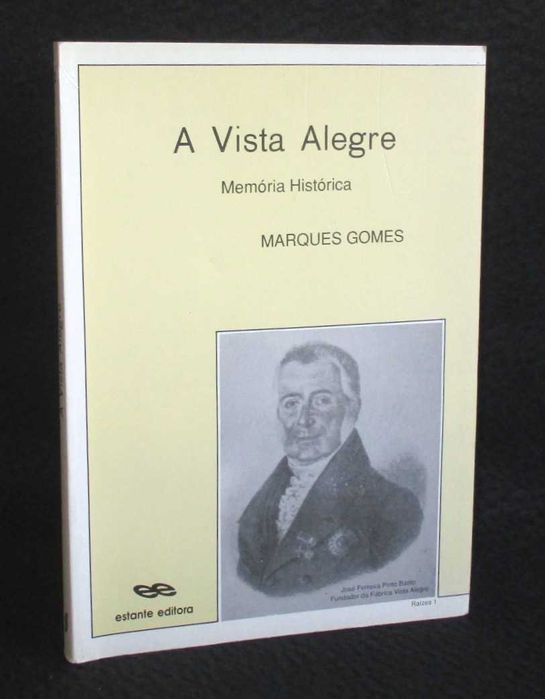 A Vista Alegre
Memória Histórica
MARQUES GOMES
José Ferreira Pinto Basto
Fundador da Fábrica Vista Alegre
Raízes 1
estante editora